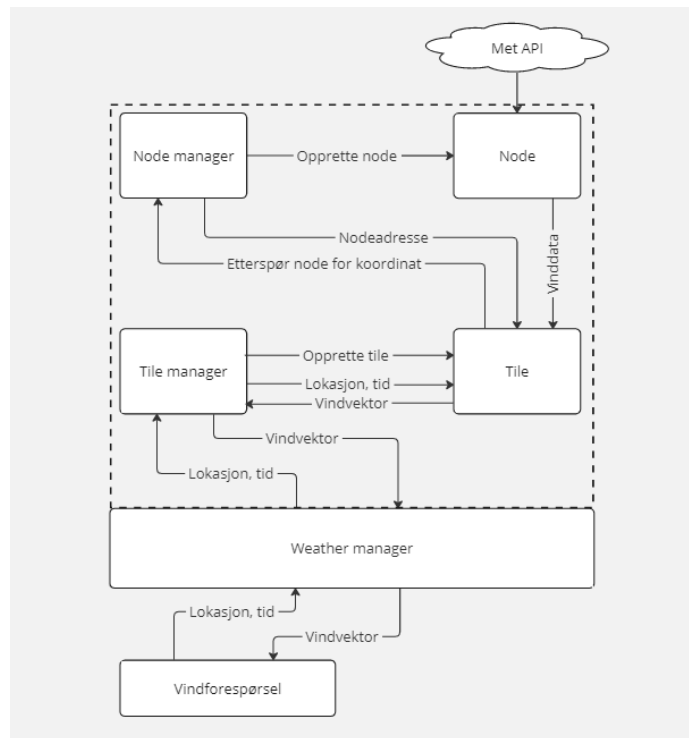 Met API
Node manager
Opprette node
Node
Nodeadresse
Vinddata
Etterspør node for koordinat
Tile manager
Opprette tile
Tile
Lokasjon, tid
Vindvektor
Vindvektor
Lokasjon, tid
Weather manager
Lokasjon, tid
Vindvektor
Vindforespørsel